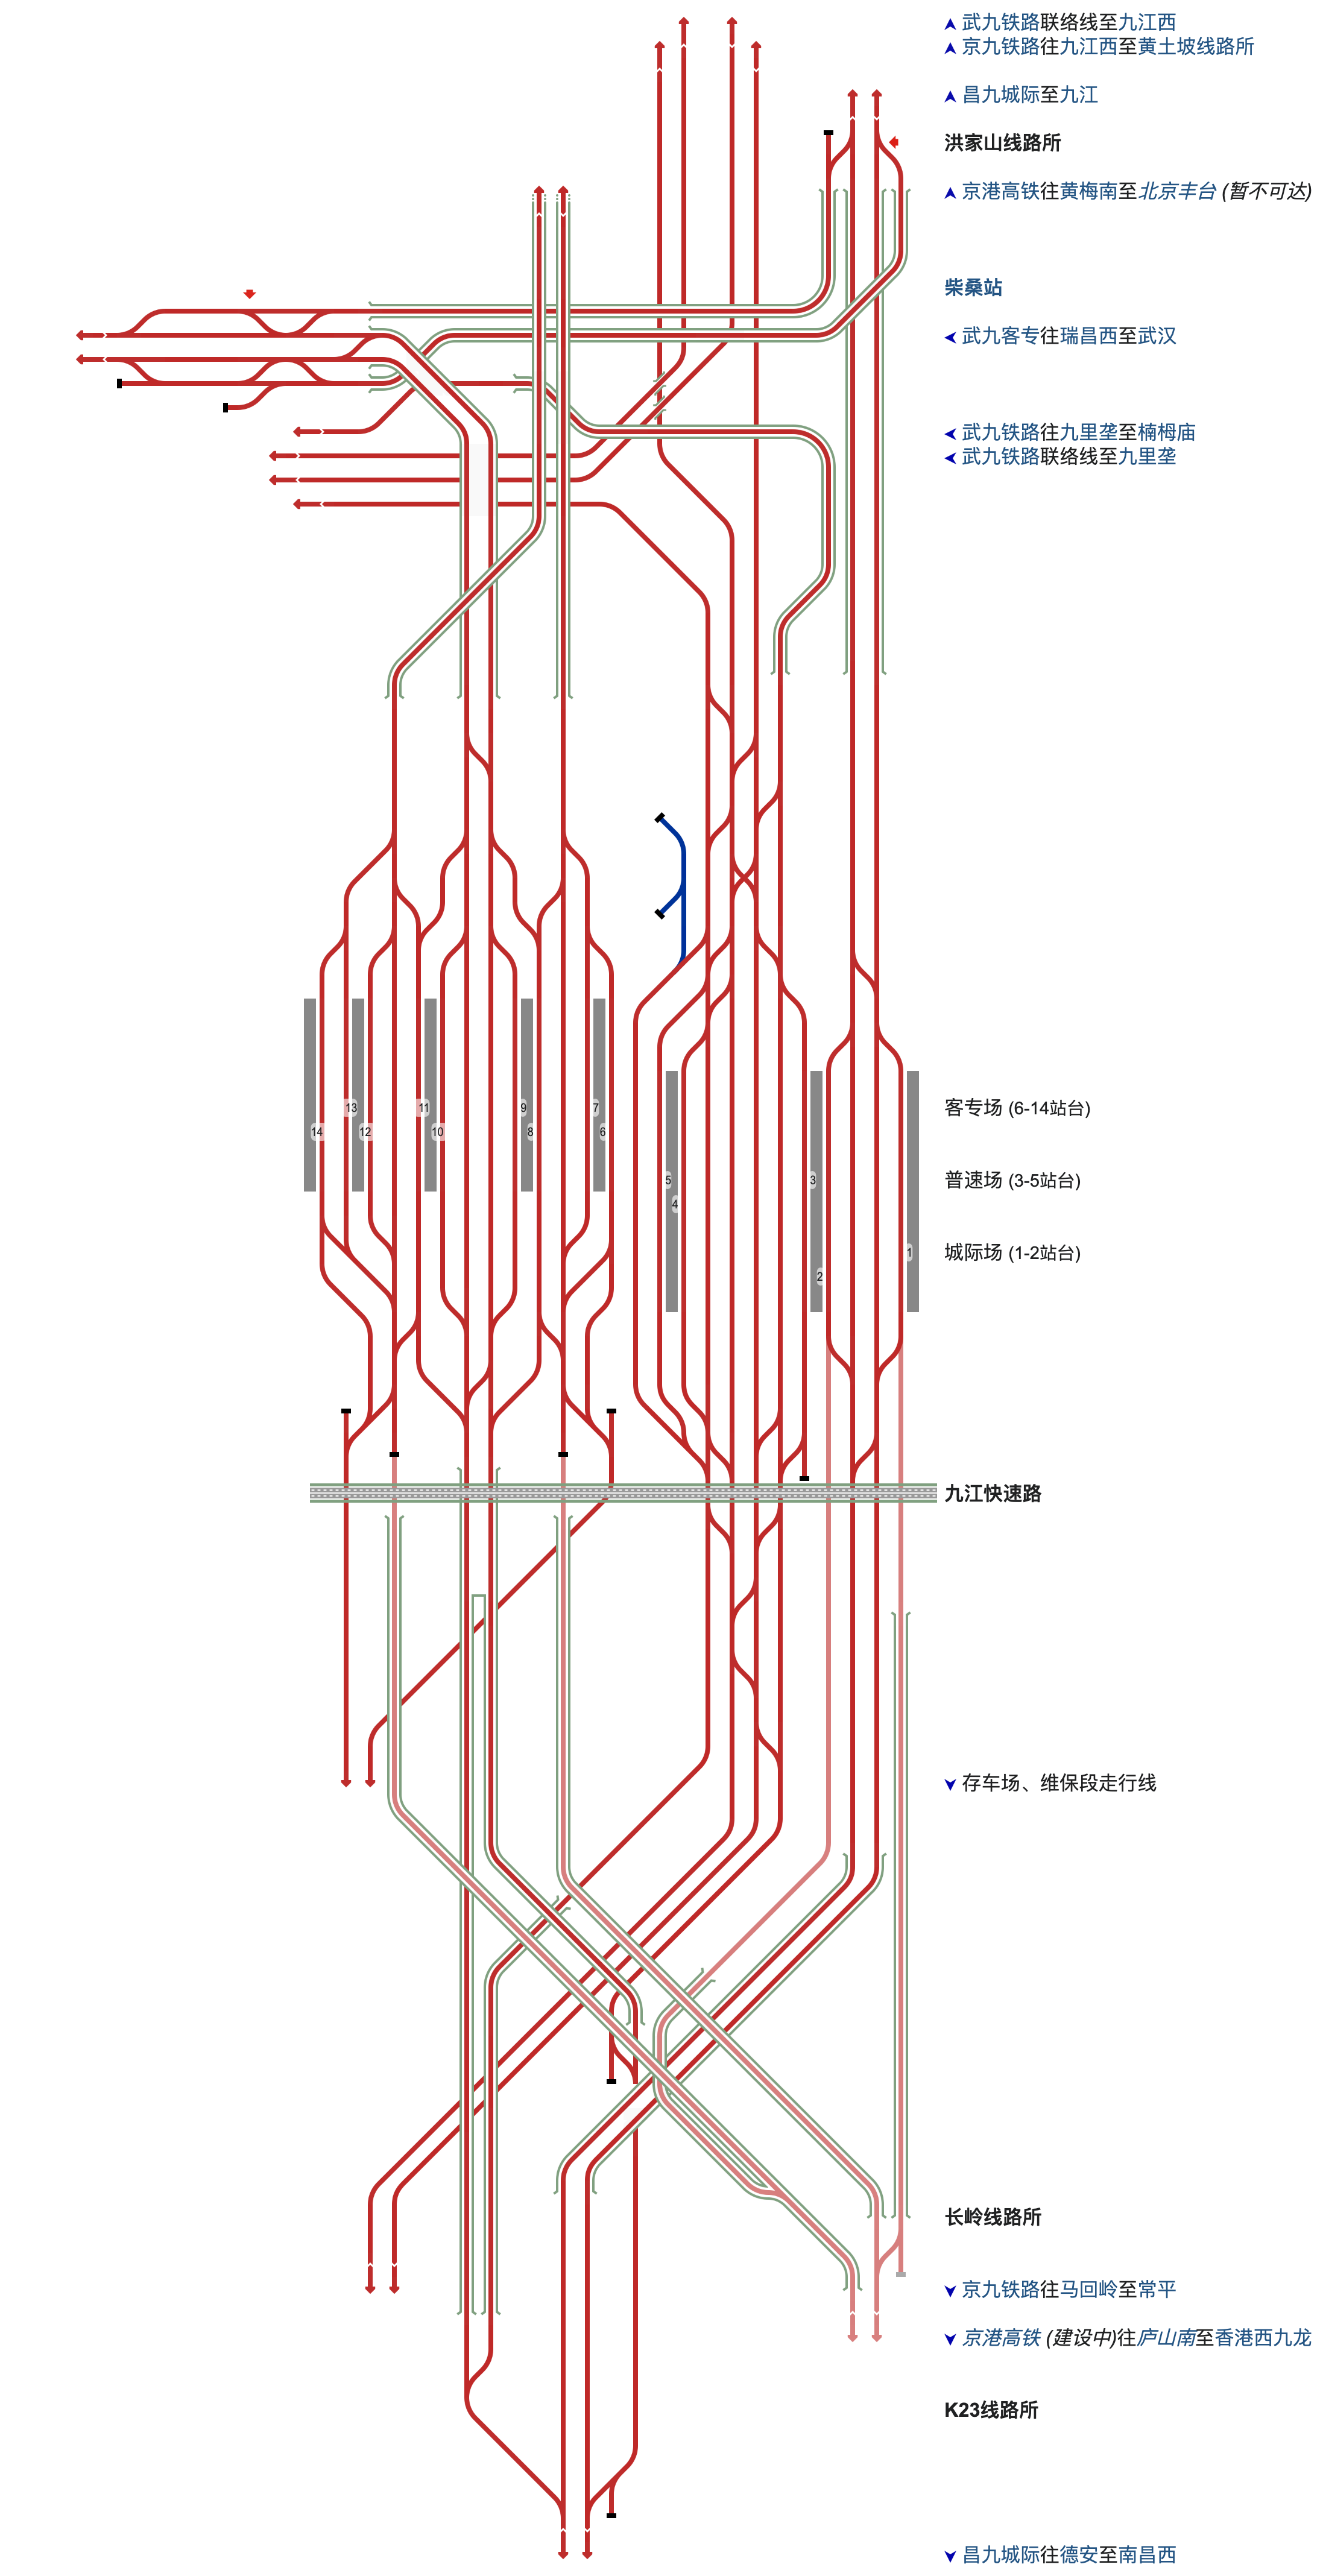 武九铁路联络线至九江西
京九铁路往九江西至黄土坡线路所
昌九城际至九江
洪家山线路所
京港高铁往黄梅南至北京丰台 (暂不可达)
柴桑站
武九客专往瑞昌西至武汉
武九铁路往九里垄至楠栂庙
武九铁路联络线至九里垄
13 11 9 7 客专场 (6-14站台)
14 12 10 8 6
5 3 普速场 (3-5站台)
4
1 城际场 (1-2站台)
2
九江快速路
存车场、维保段走行线
长岭线路所
京九铁路往马回岭至常平
京港高铁 (建设中)往庐山南至香港西九龙
K23线路所
昌九城际往德安至南昌西